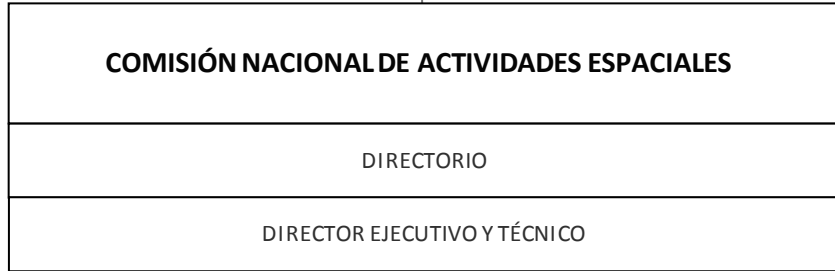 COMISIÓN NACIONAL DE ACTIVIDADES ESPACIALES
DIRECTORIO
DIRECTOR EJECUTIVO Y TÉCNICO